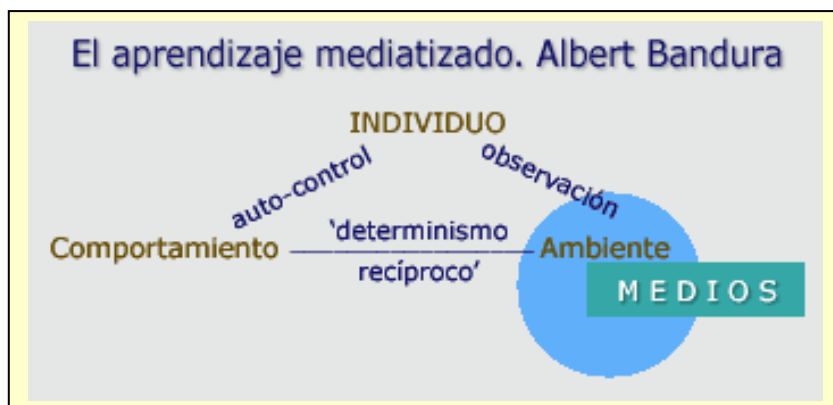 El aprendizaje mediatizado. Albert Bandura
INDIVIDUO
auto-control
observación
Comportamiento
'determinismo
recíproco'
Ambiente
MEDIOS